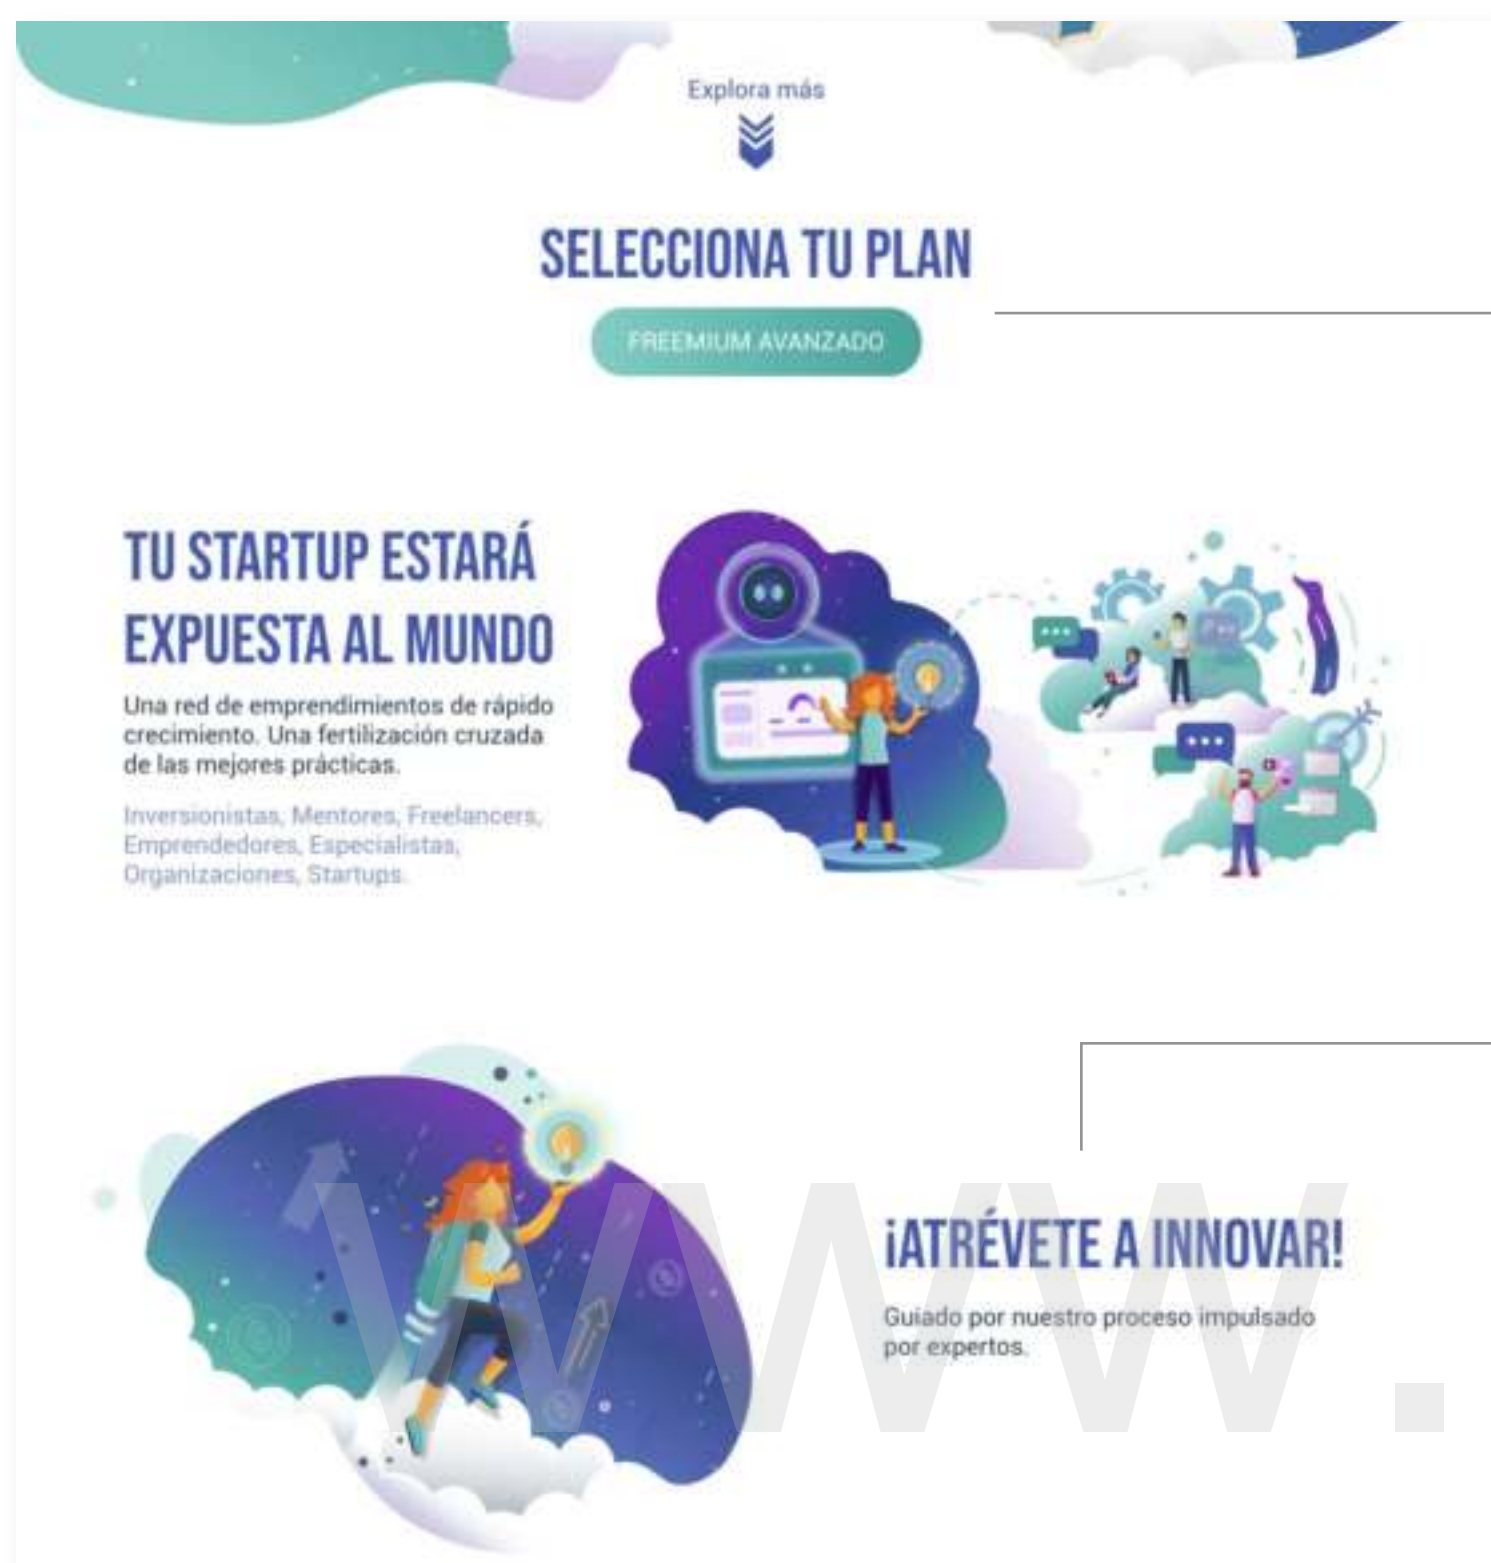 Explora más
SELECCIONA TU PLAN
FREEMIUM AVANZADO
TU STARTUP ESTARÁ
EXPUESTA AL MUNDO
Una red de emprendimientos de rápido
crecimiento. Una fertilización cruzada
de las mejores prácticas.
Inversionistas, Mentores, Freelancers,
Emprendedores, Especialistas,
Organizaciones, Startups.
¡ATRÉVETE A INNOVAR!
Guiado por nuestro proceso impulsado
por expertos.
WWW.